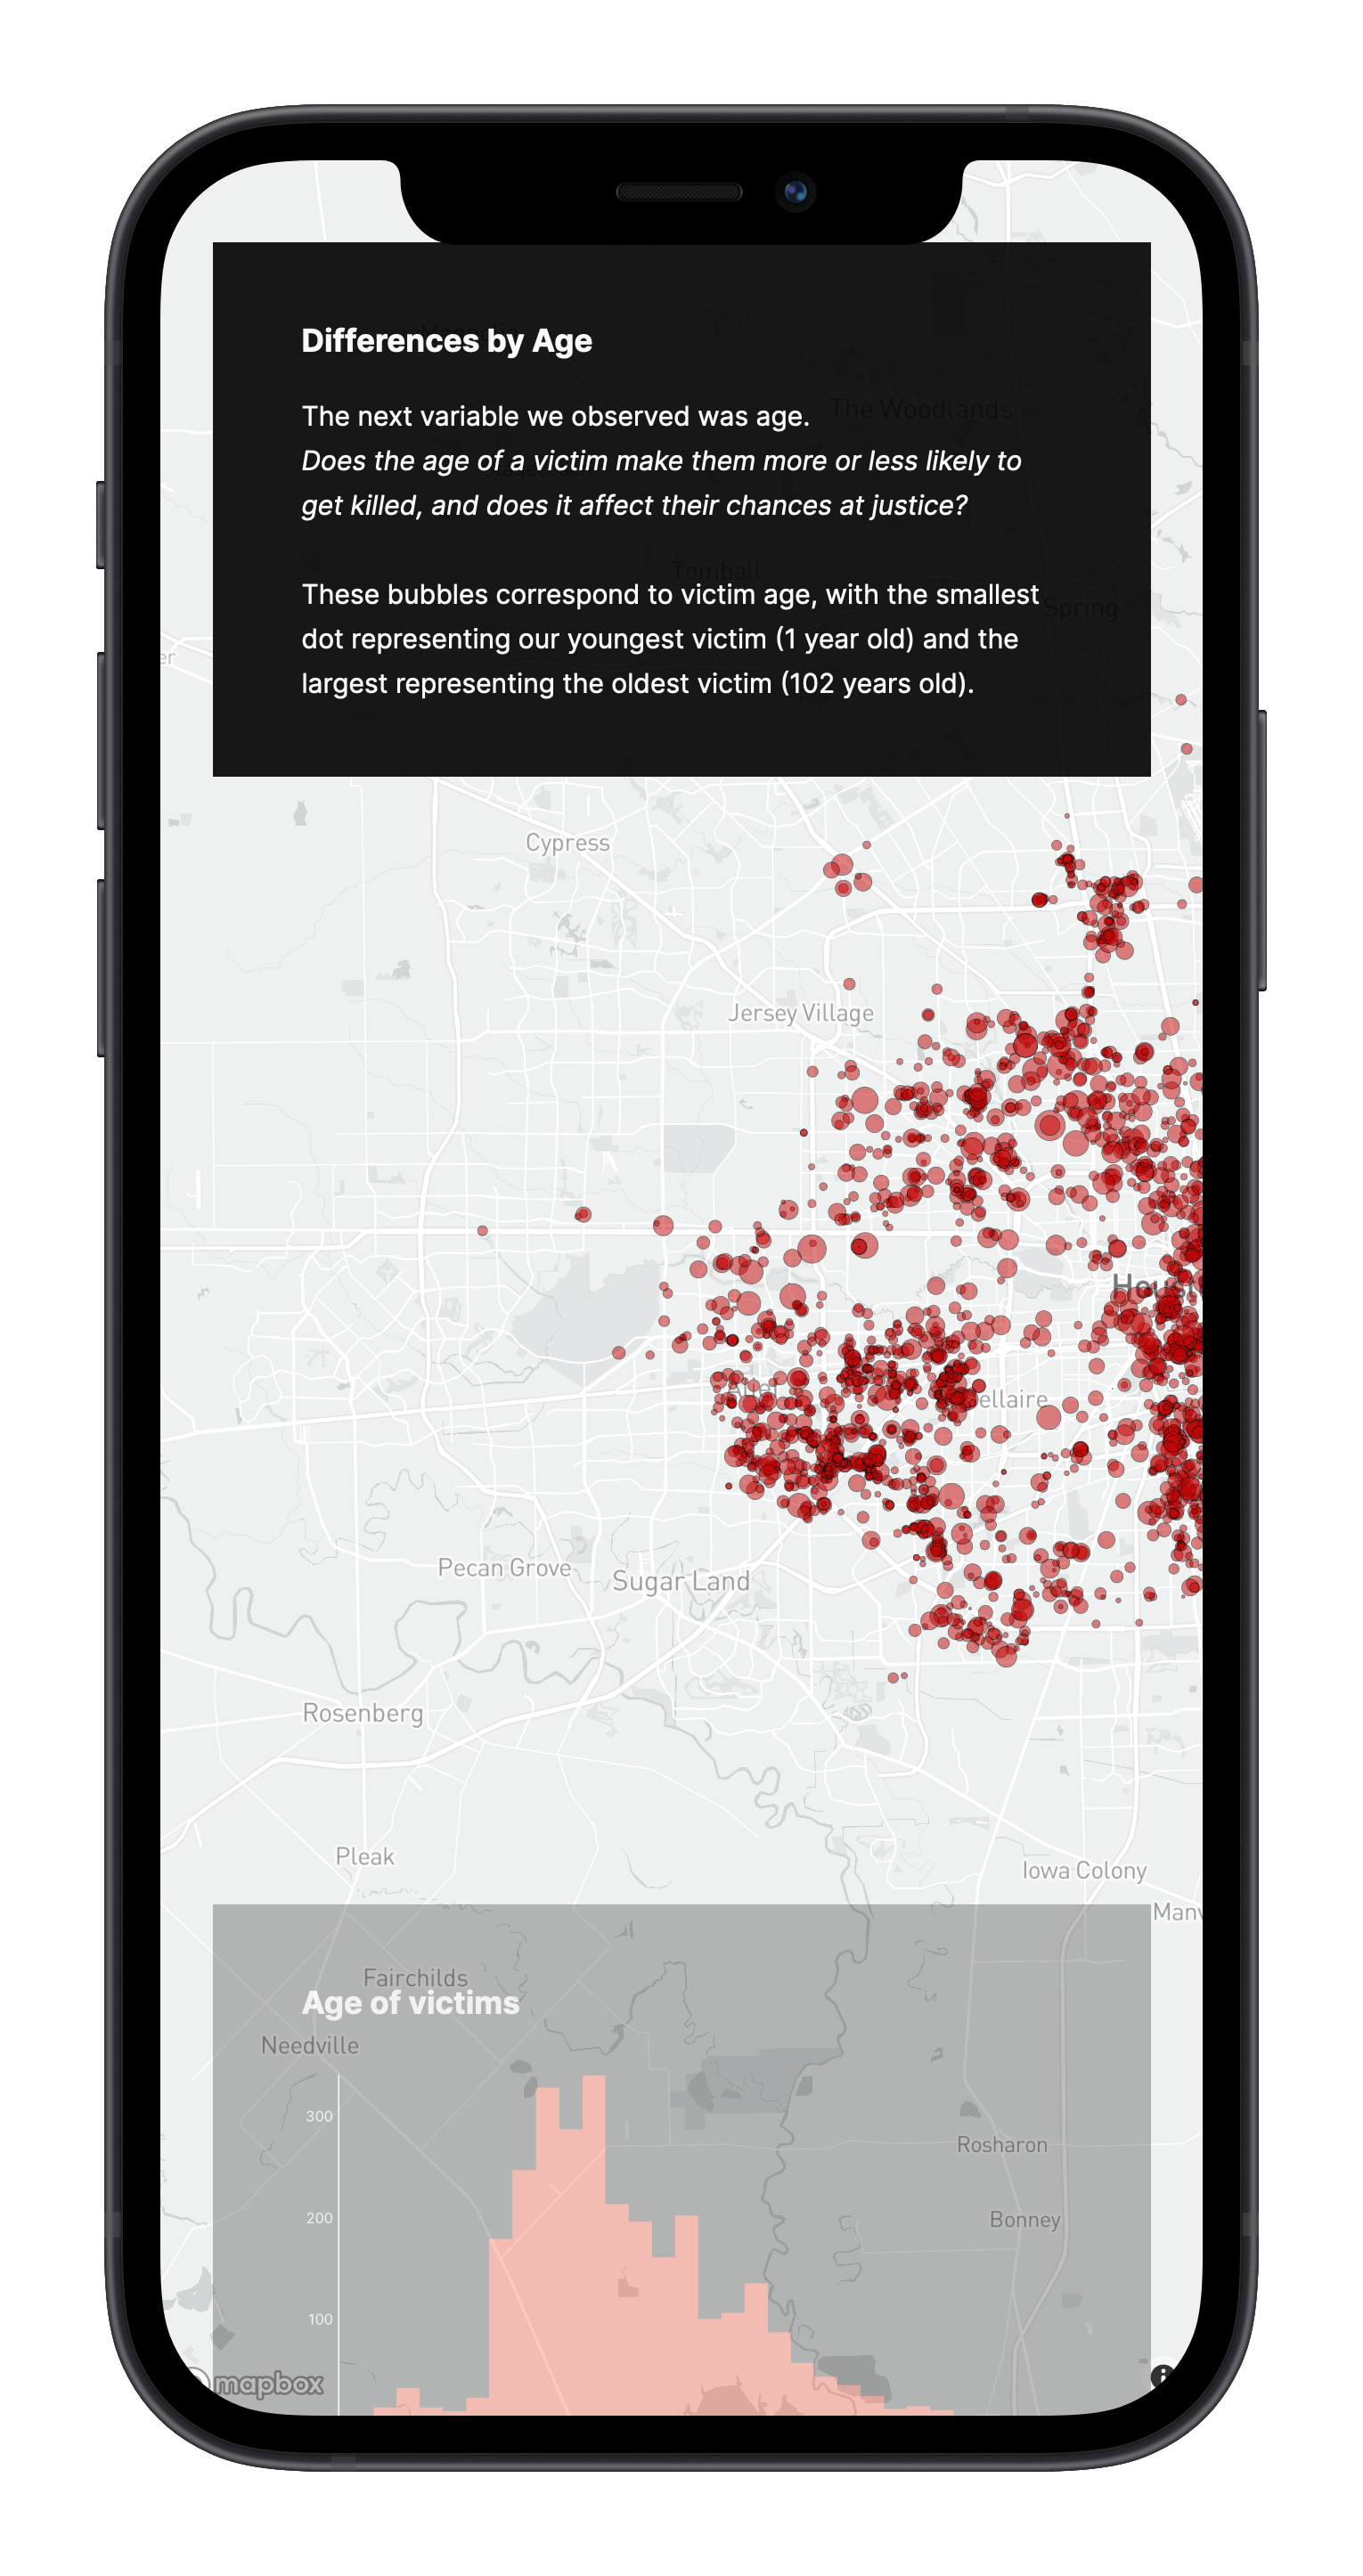 Differences by Age
The next variable we observed was age.
The Woodlands
Does the age of a victim make them more or less likely to
get killed, and does it affect their chances at justice?
Tomball
These bubbles correspond to victim age, with the smallest
Spring
dot representing our youngest victim (1 year old) and the
er
largest representing the oldest victim (102 years old).
Cypress
Jersey Village
Hous
ellaire
Pecan Grove
Sugar Land
Rosenberg
Pleak
Iowa Colony
Manv
Fairchilds
Age of victims
Needville
300
Rosharon
200
Bonney
100
mapbox